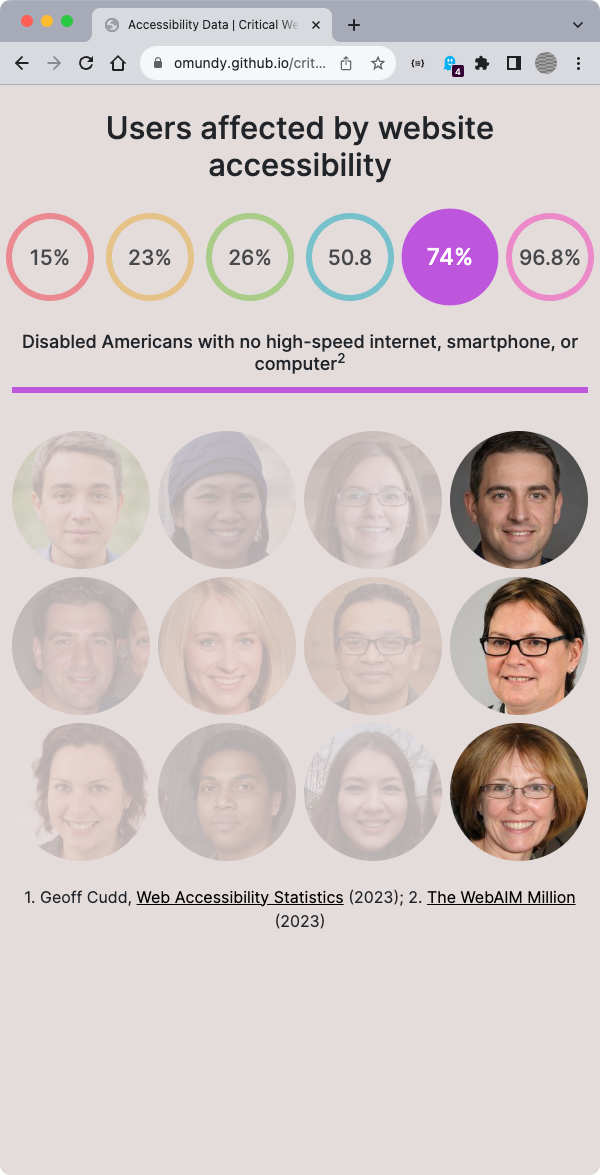 Accessibility Data | Critical We
omundy.github.io/crit...
4
Users affected by website
accessibility
15% 23% 26% 50.8 74% 96.8%
Disabled Americans with no high-speed internet, smartphone, or
computer2
1. Geoff Cudd, Web Accessibility Statistics (2023); 2. The WebAIM Million
(2023)